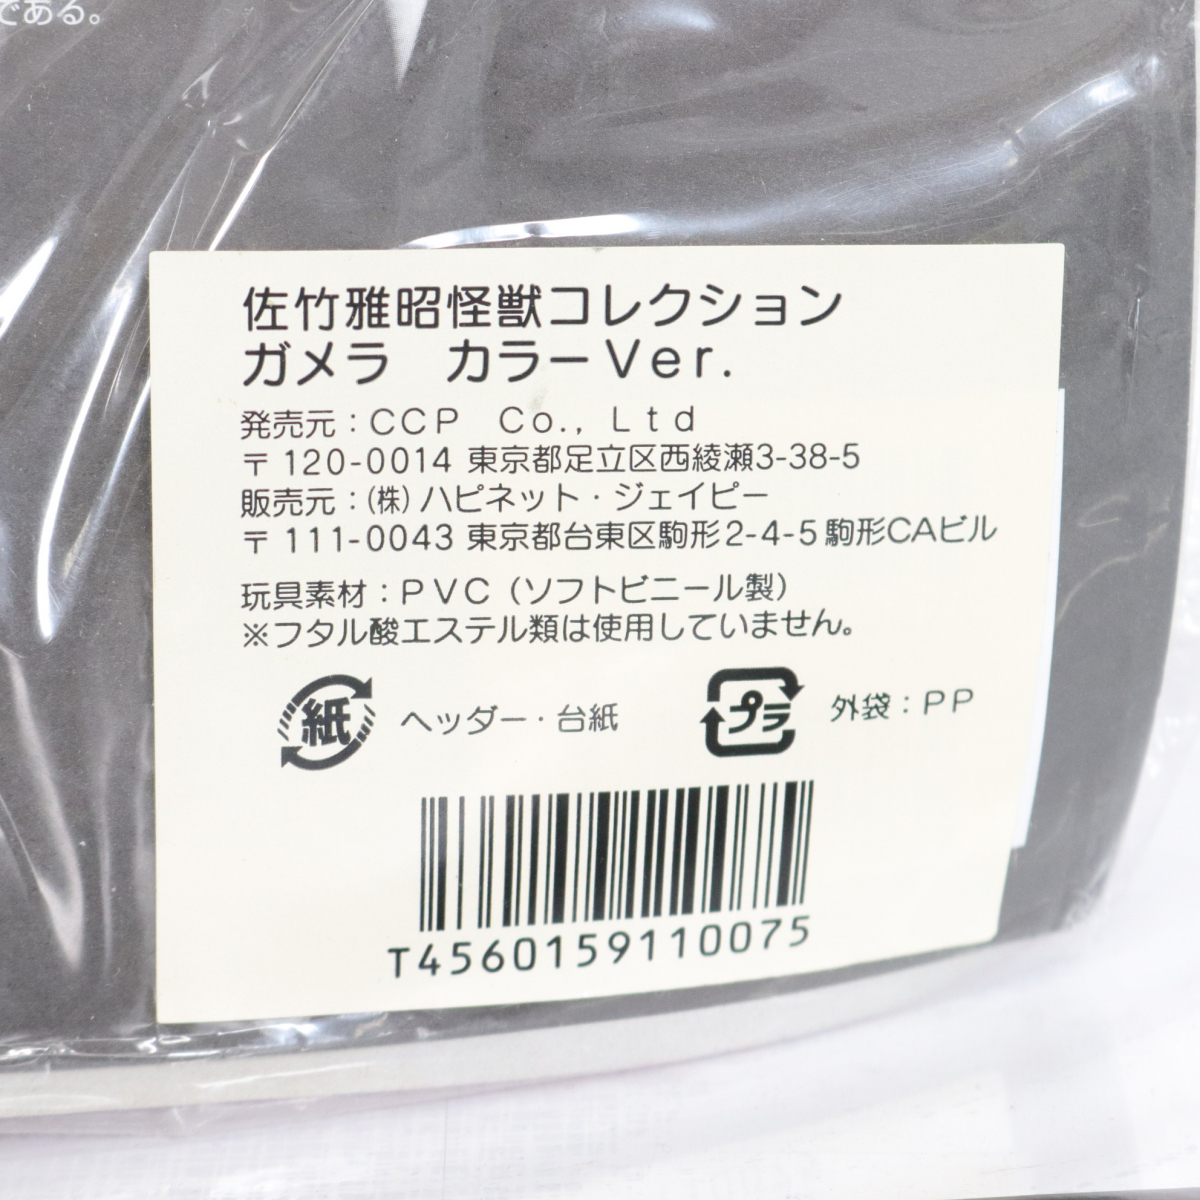 である。
佐竹雅昭怪獣コレクション
ガメラ　カラーVer.
発売元：CCP Co., Ltd
〒120-0014 東京都足立区西綾瀬3-38-5
販売元：(株)ハピネット・ジェイピー
〒111-0043 東京都台東区駒形2-4-5駒形CAビル
玩具素材：PVC(ソフトビニール製)
※フタル酸エステル類は使用していません。
紙 ヘッダー・台紙 プラ 外袋：PP
T4560159110075